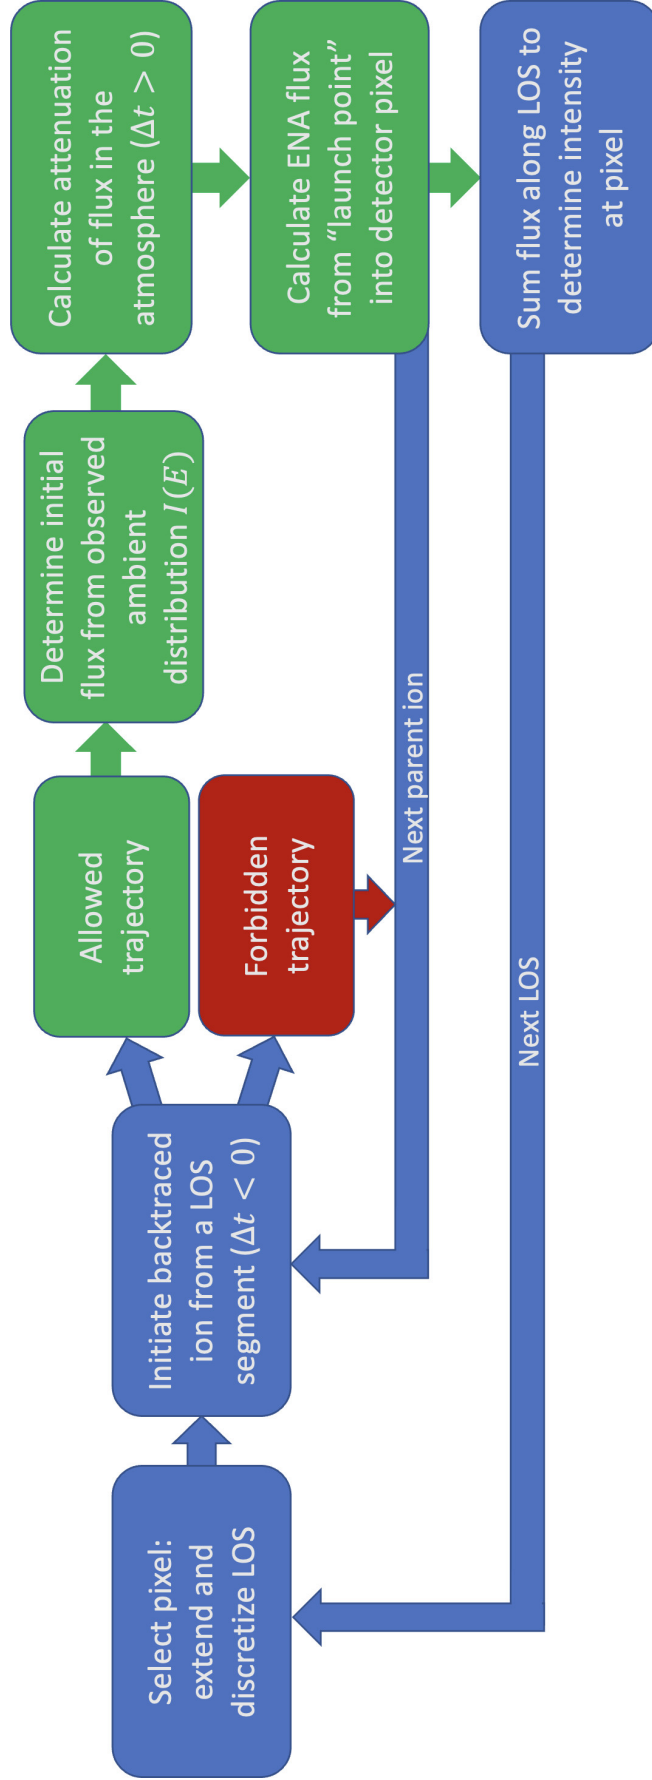 Select pixel:
extend and
discretize LOS
Initiate backtraced
ion from a LOS
segment (Δt < 0)
Allowed
trajectory
Forbidden
trajectory
Determine initial
flux from observed
ambient
distribution I(E)
Calculate attenuation
of flux in the
atmosphere (Δt > 0)
Calculate ENA flux
from “launch point”
into detector pixel
Next parent ion
Sum flux along LOS to
determine intensity
at pixel
Next LOS